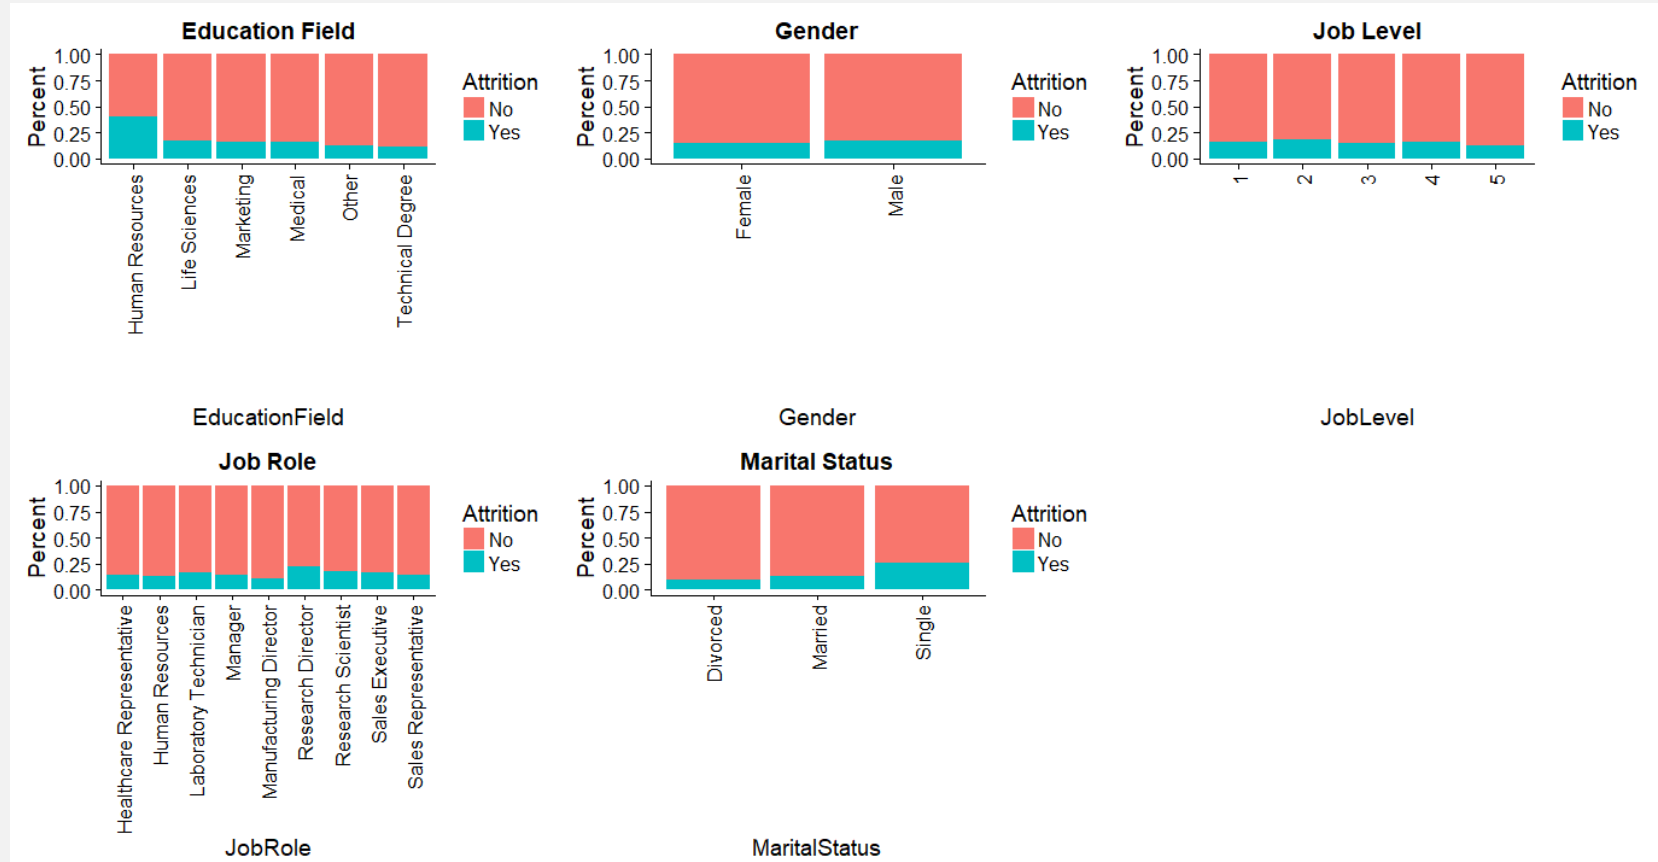 Education Field
Percent
1.00
0.75
0.50
0.25
0.00
Human Resources
Life Sciences
Marketing
Medical
Other
Technical Degree
EducationField
Attrition
No
Yes
Gender
Percent
1.00
0.75
0.50
0.25
0.00
Female
Male
Gender
Attrition
No
Yes
Job Level
Percent
1.00
0.75
0.50
0.25
0.00
1
2
3
4
5
JobLevel
Attrition
No
Yes
Job Role
Percent
1.00
0.75
0.50
0.25
0.00
Healthcare Representative
Human Resources
Laboratory Technician
Manager
Manufacturing Director
Research Director
Research Scientist
Sales Executive
Sales Representative
JobRole
Attrition
No
Yes
Marital Status
Percent
1.00
0.75
0.50
0.25
0.00
Divorced
Married
Single
MaritalStatus
Attrition
No
Yes